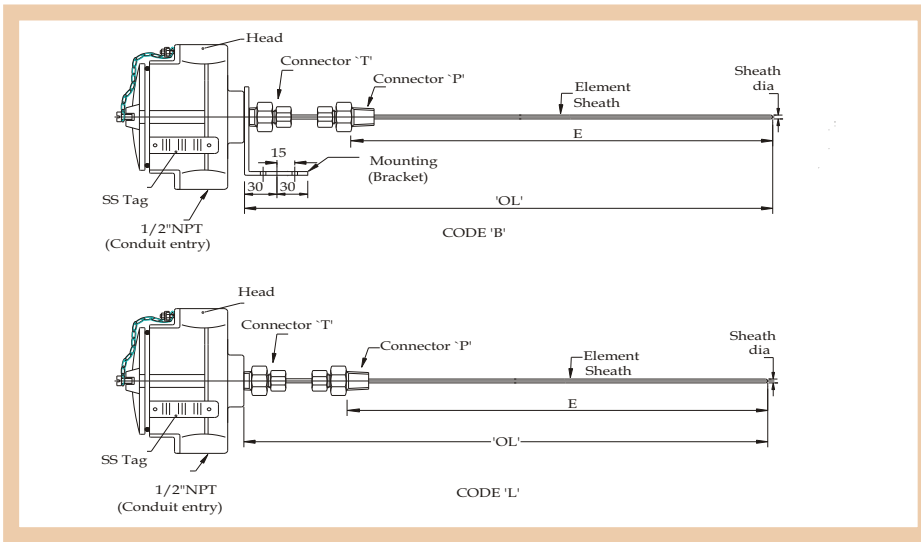 Head
Connector `T'
Connector `P'
Element
Sheath
Sheath
dia
E
15
Mounting
(Bracket)
30
30
SS Tag
'OL'
1/2"NPT
(Conduit entry)
CODE 'B'
Head
Connector `T'
Connector `P'
Element
Sheath
Sheath
dia
E
SS Tag
'OL'
1/2"NPT
(Conduit entry)
CODE 'L'